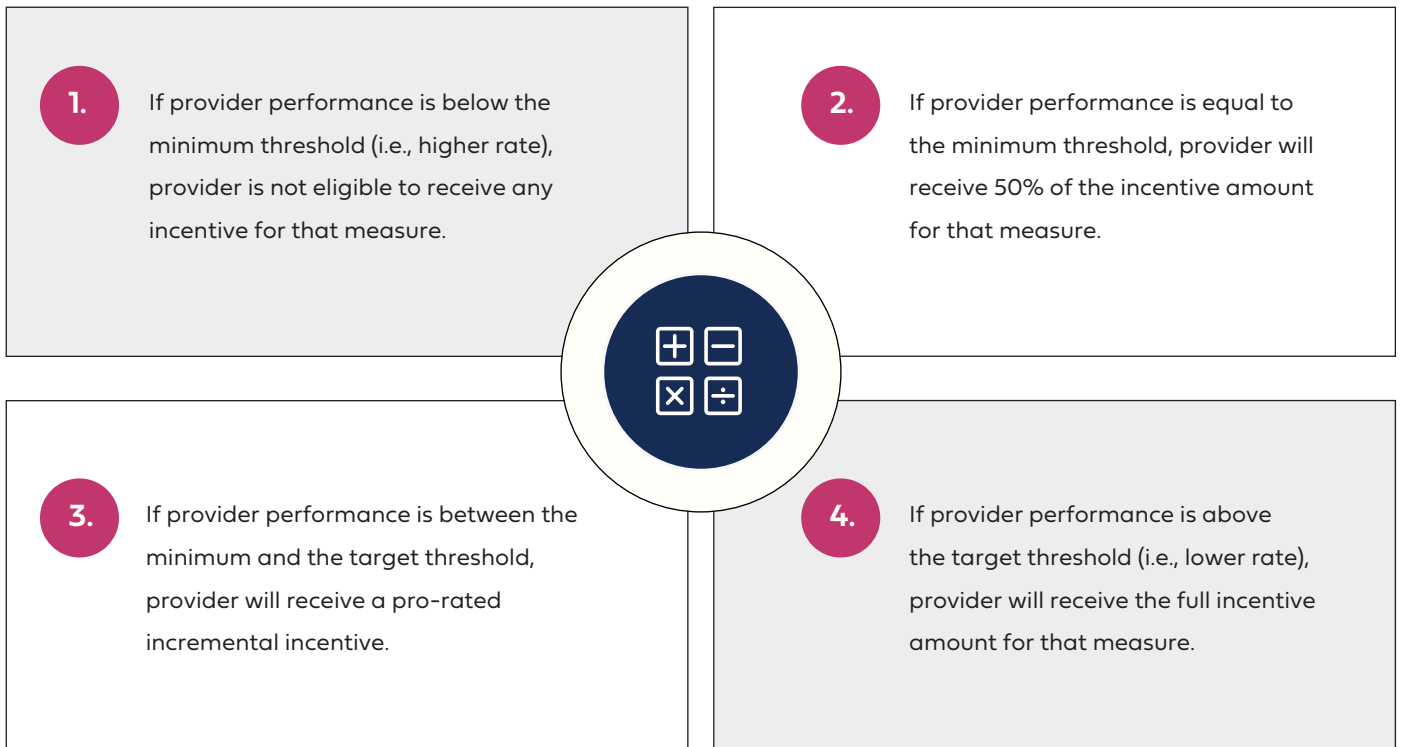 1.
If provider performance is below the
minimum threshold (i.e., higher rate),
provider is not eligible to receive any
incentive for that measure.
2.
If provider performance is equal to
the minimum threshold, provider will
receive 50% of the incentive amount
for that measure.
3.
If provider performance is between the
minimum and the target threshold,
provider will receive a pro-rated
incremental incentive.
4.
If provider performance is above
the target threshold (i.e., lower rate),
provider will receive the full incentive
amount for that measure.